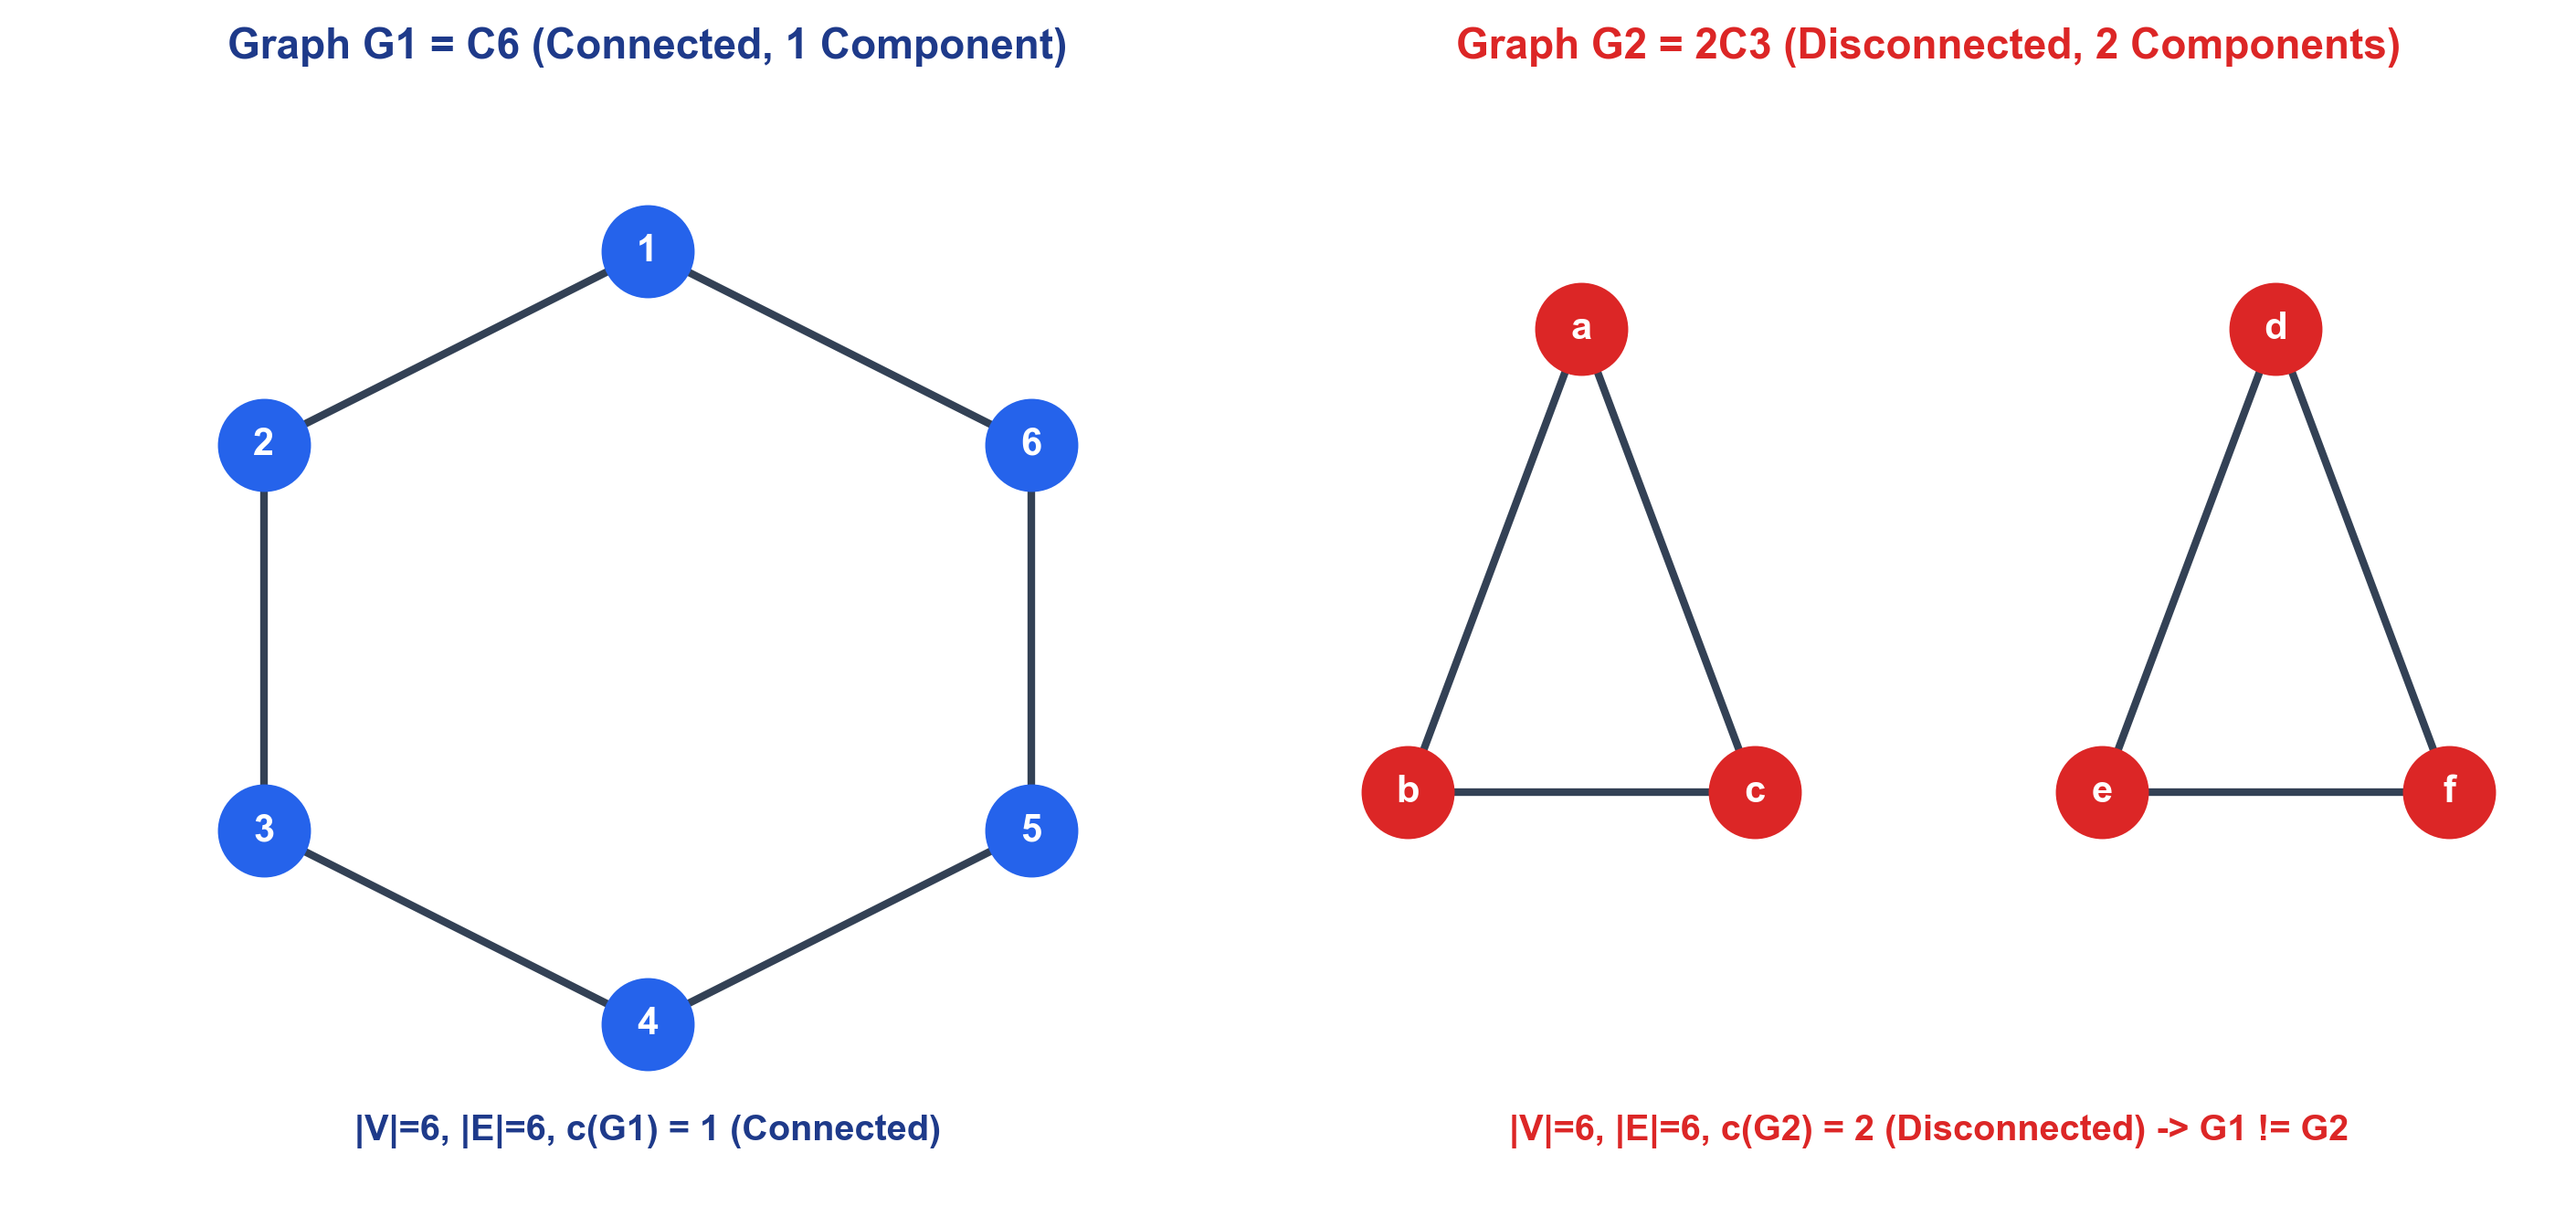 Graph G1 = C6 (Connected, 1 Component)
1
2
6
3
5
4
|V|=6, |E|=6, c(G1) = 1 (Connected)
Graph G2 = 2C3 (Disconnected, 2 Components)
a
d
b
c
e
f
|V|=6, |E|=6, c(G2) = 2 (Disconnected) -> G1 != G2